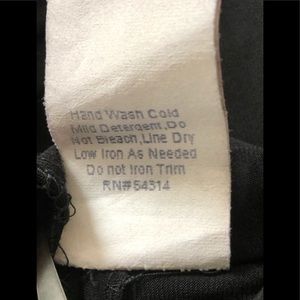 Hand Wash Cold
Mild Detergent,Do
Not Bleach,Line Dry
Low Iron As Needed
Do not Iron Trim
RN#54314